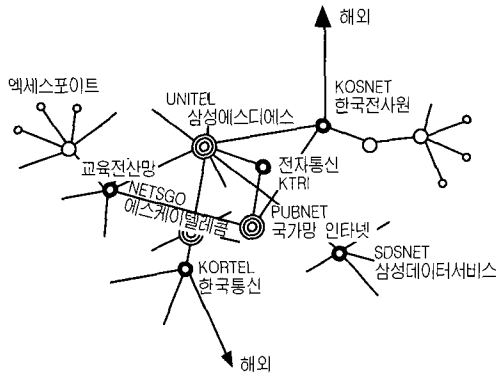 해외
엑세스포이트
UNITEL
삼성에스디에스
KOSNET
한국전사원
교육전산망
전자통신
KTRI
NETSGO
에스케이텔레콤
PUBNET
국가망 인타넷
SDSNET
삼성데이터서비스
KORTEL
한국통신
해외